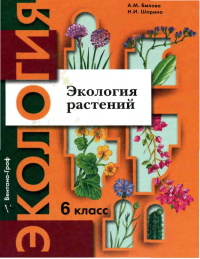 А.М. Былова
Н.И. Шорина
Экология
растений
6 класс
ЭКОЛОГИЯ
Вентана-Граф